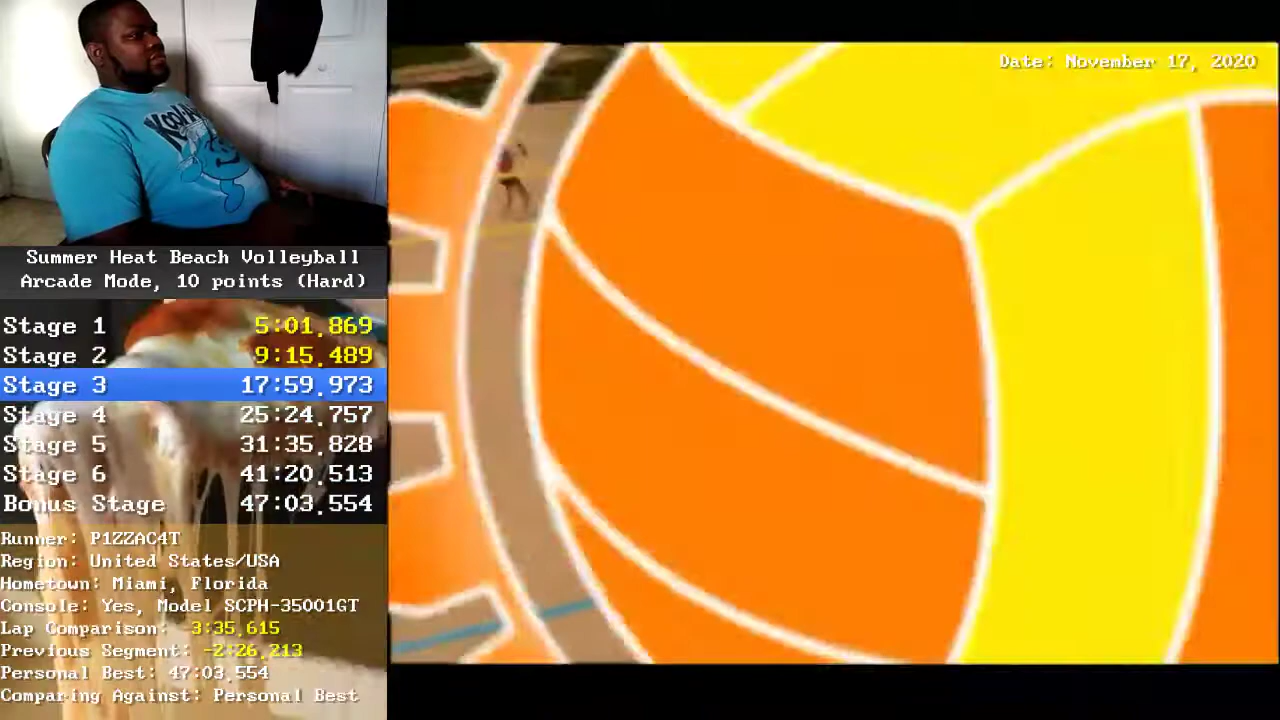 Date: November 17, 2020
KOOL-AID
Summer Heat Beach Volleyball
Arcade Mode, 10 points (Hard)
Stage 1 5:01.869
Stage 2 9:15.489
Stage 3 17:59.973
Stage 4 25:24.757
Stage 5 31:35.828
Stage 6 41:20.513
Bonus Stage 47:03.554
Runner: P1ZZAC4T
Region: United States/USA
Hometown: Miami, Florida
Console: Yes, Model SCPH-35001GT
Lap Comparison: 3:35.615
Previous Segment: -2:26.213
Personal Best: 47:03.554
Comparing Against: Personal Best